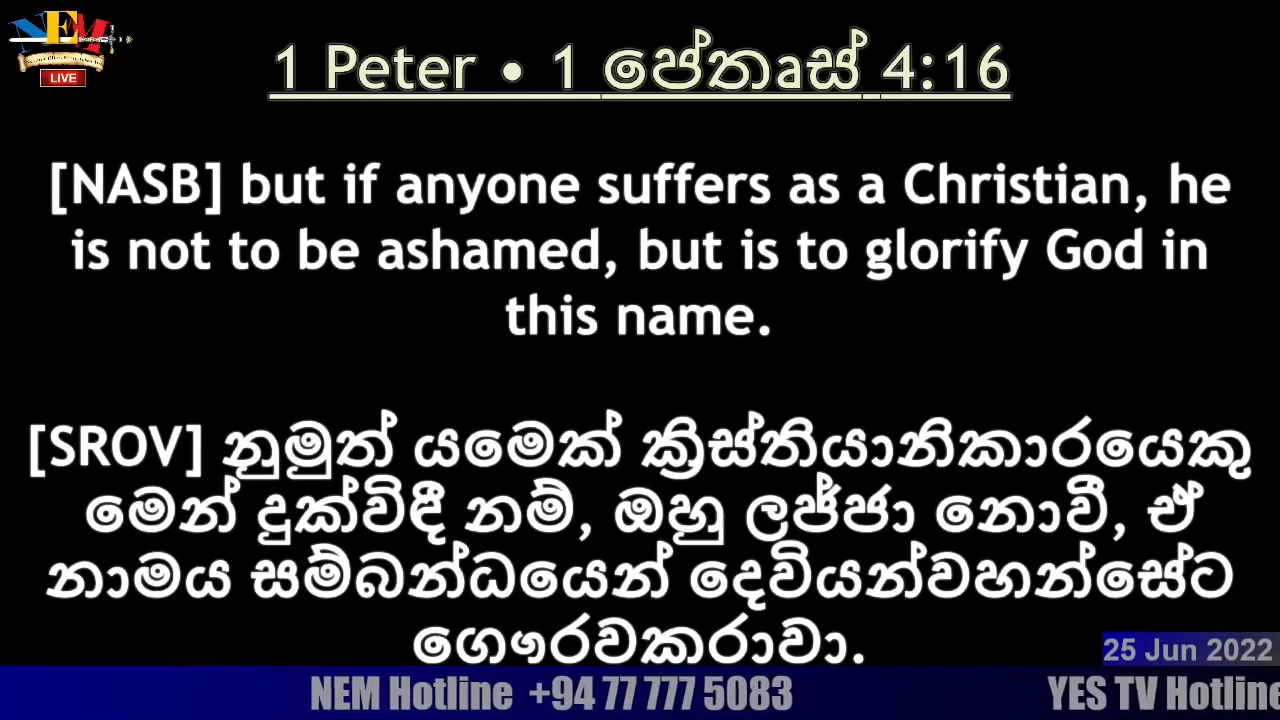 NEM
LIVE
1 Peter • 1 පේතෘස් 4:16
[NASB] but if anyone suffers as a Christian, he
is not to be ashamed, but is to glorify God in
this name.
[SROV] නුමුත් යමෙක් ක්‍රිස්තියානිකාරයෙකු
මෙන් දුක්විඳී නම්, ඔහු ලජ්ජා නොවී, ඒ
නාමය සම්බන්ධයෙන් දෙවියන්වහන්සේට
ගෞරවකරාවා.
25 Jun 2022
NEM Hotline +94 77 777 5083
YES TV Hotline